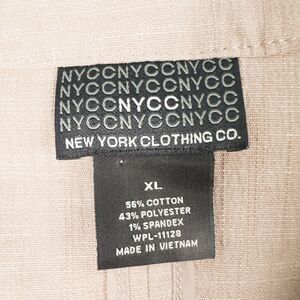 NYCCNYCCNYCC
NYCCNYCCNYCC
NYCCNYCCNYCC
NYCCNYCCNYCC
NEW YORK CLOTHING CO.
XL
56% COTTON
43% POLYESTER
1% SPANDEX
WPL-11128
MADE IN VIETNAM